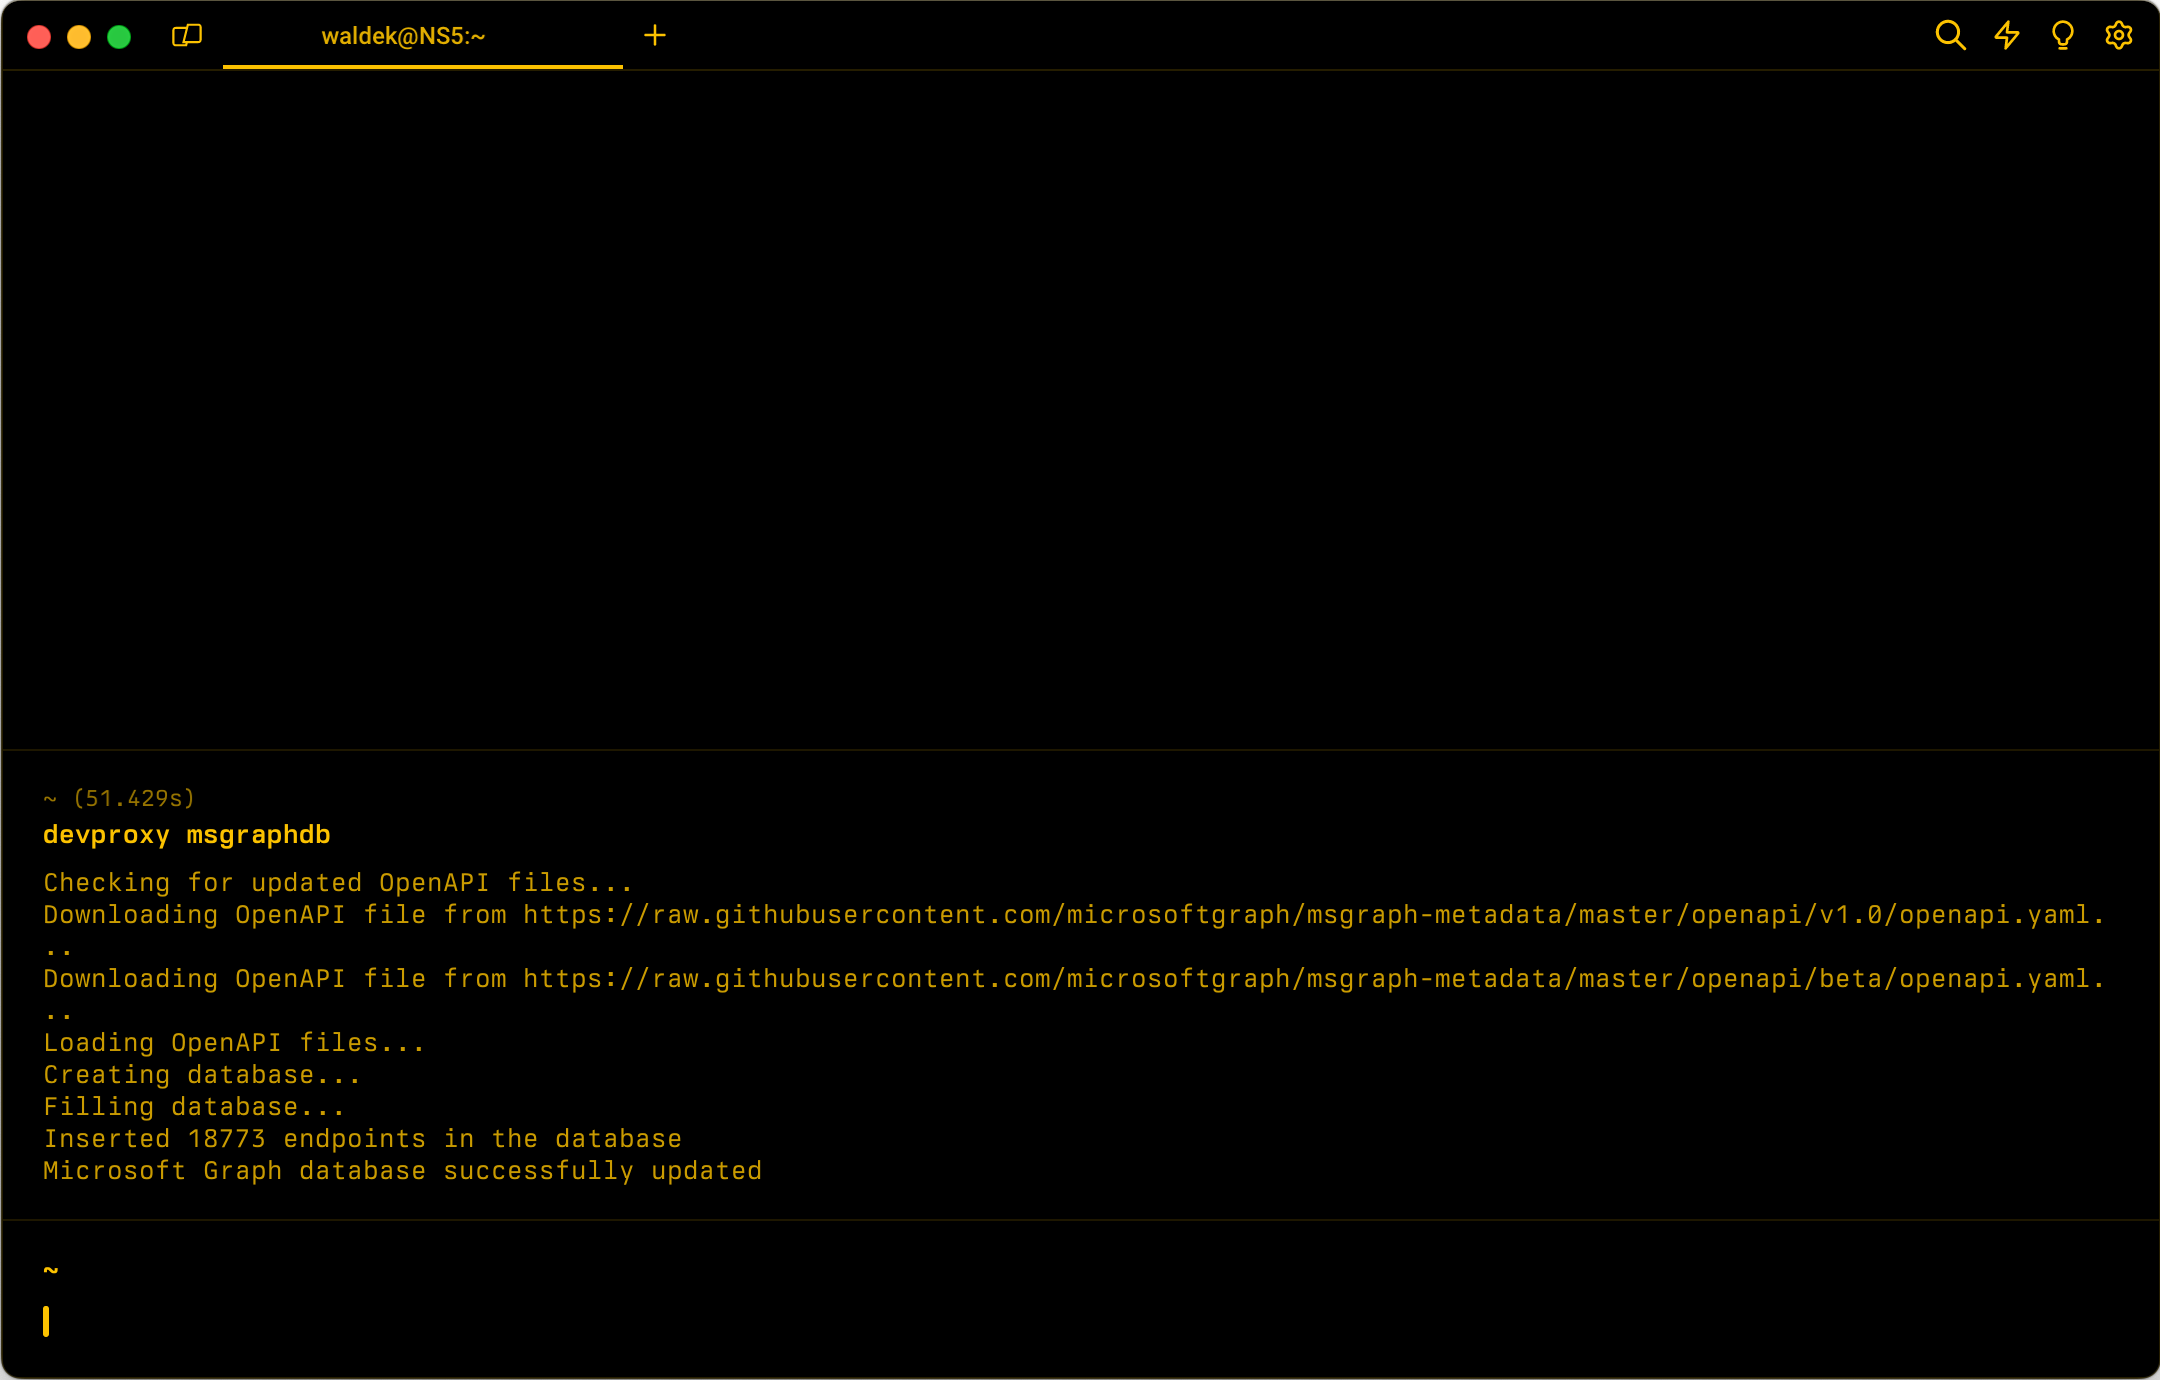 waldek@NS5:~
~ (51.429s)
devproxy msgraphdb
Checking for updated OpenAPI files...
Downloading OpenAPI file from https://raw.githubusercontent.com/microsoftgraph/msgraph-metadata/master/openapi/v1.0/openapi.yaml.
..
Downloading OpenAPI file from https://raw.githubusercontent.com/microsoftgraph/msgraph-metadata/master/openapi/beta/openapi.yaml.
..
Loading OpenAPI files...
Creating database...
Filling database...
Inserted 18773 endpoints in the database
Microsoft Graph database successfully updated
~